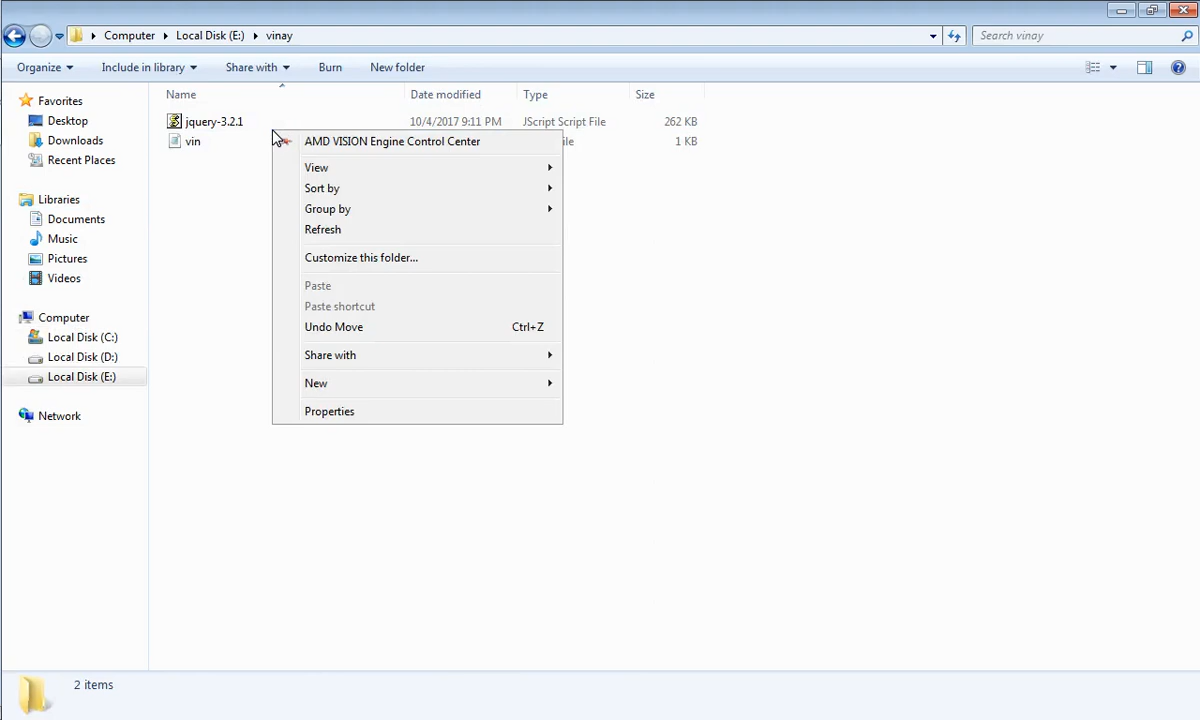 Computer Local Disk (E:) vinay Search vinay
Organize Include in library Share with Burn New folder
Name Date modified Type Size
jquery-3.2.1 10/4/2017 9:11 PM JScript Script File 262 KB
vin 1 KB
Favorites
Desktop
Downloads
Recent Places
Libraries
Documents
Music
Pictures
Videos
Computer
Local Disk (C:)
Local Disk (D:)
Local Disk (E:)
Network
AMD VISION Engine Control Center
View
Sort by
Group by
Refresh
Customize this folder...
Paste
Paste shortcut
Undo Move Ctrl+Z
Share with
New
Properties
2 items